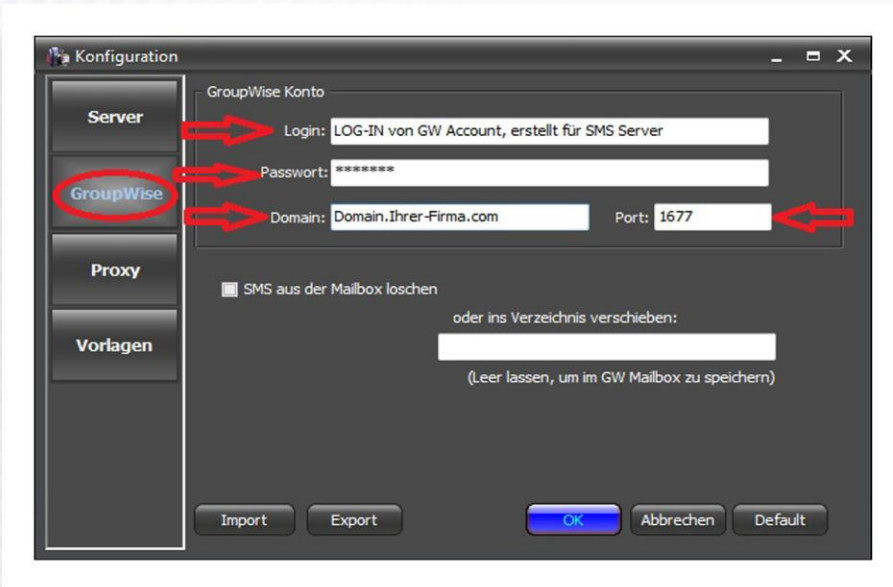 Konfiguration
Server
GroupWise
Proxy
Vorlagen
GroupWise Konto
Login: LOG-IN von GW Account, erstellt für SMS Server
Passwort: *******
Domain: Domain.Ihrer-Firma.com Port: 1677
SMS aus der Mailbox loschen
oder ins Verzeichnis verschieben:
(Leer lassen, um im GW Mailbox zu speichern)
Import Export OK Abbrechen Default